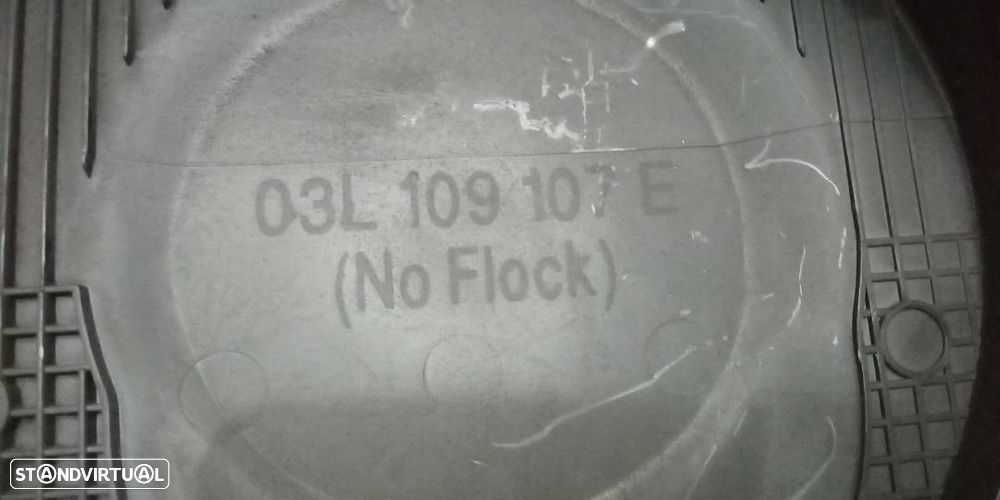 03L 109 107 E
(No Flock)
STANDVIRTUAL